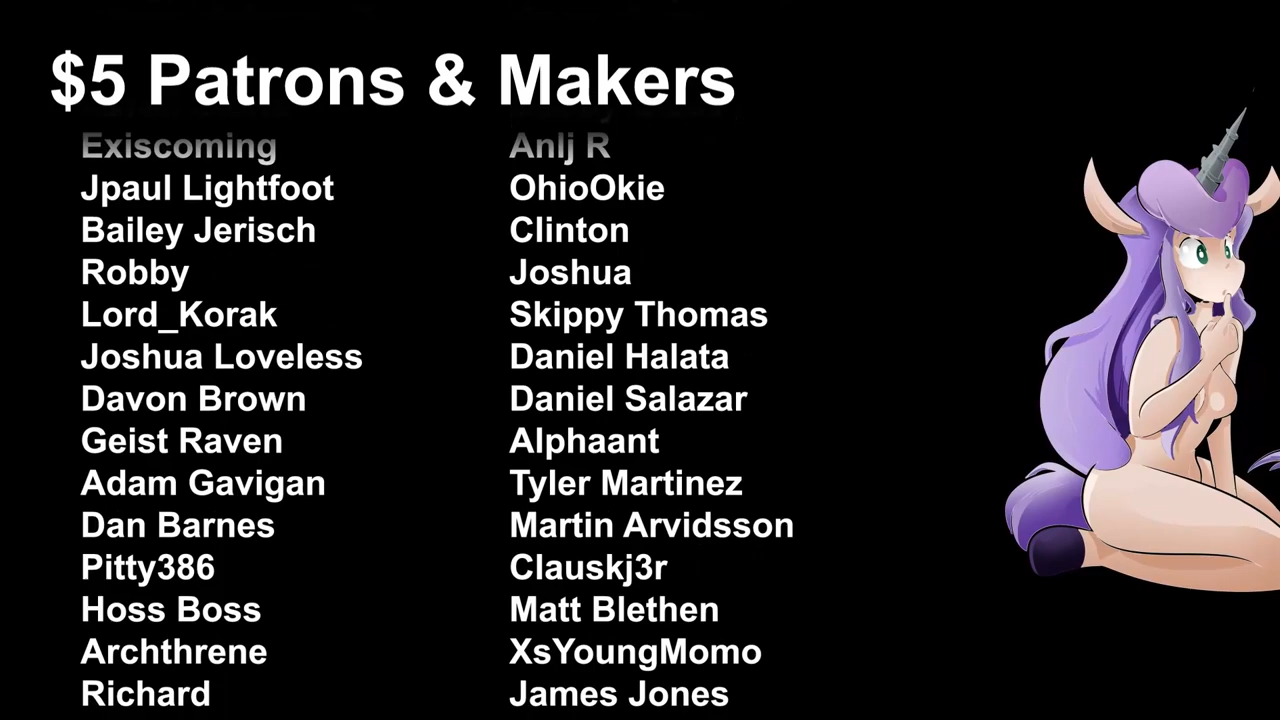 $5 Patrons & Makers
Exiscoming
Jpaul Lightfoot
Bailey Jerisch
Robby
Lord_Korak
Joshua Loveless
Davon Brown
Geist Raven
Adam Gavigan
Dan Barnes
Pitty386
Hoss Boss
Archthrene
Richard
Anlj R
OhioOkie
Clinton
Joshua
Skippy Thomas
Daniel Halata
Daniel Salazar
Alphaant
Tyler Martinez
Martin Arvidsson
Clauskj3r
Matt Blethen
XsYoungMomo
James Jones